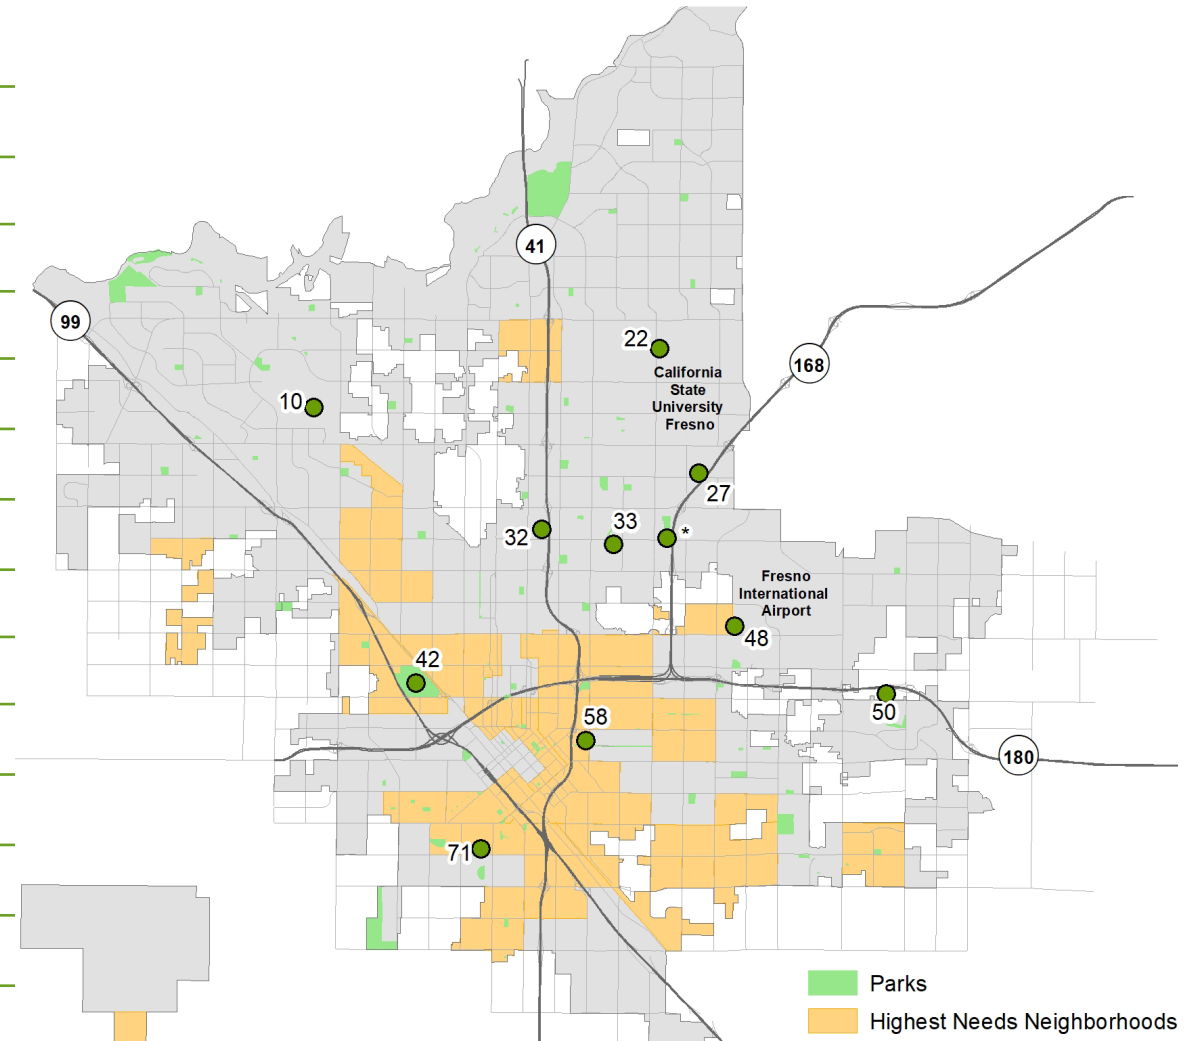 41
99
22
168
California
State
University
Fresno
10
27
33
*
32
Fresno
International
Airport
48
42
50
58
180
71
Parks
Highest Needs Neighborhoods